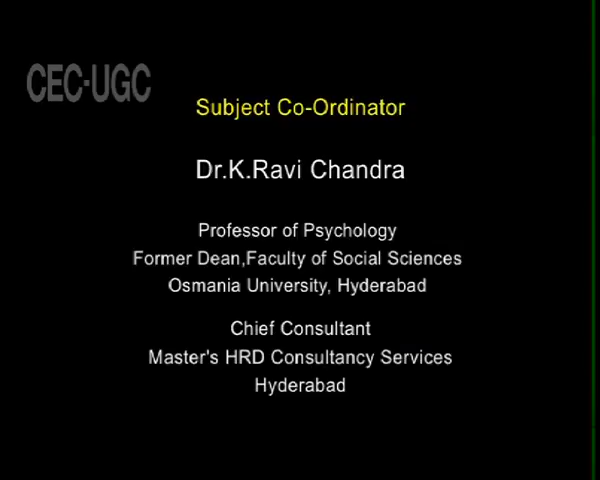 CEC-UGC
Subject Co-Ordinator
Dr.K.Ravi Chandra
Professor of Psychology
Former Dean,Faculty of Social Sciences
Osmania University, Hyderabad
Chief Consultant
Master's HRD Consultancy Services
Hyderabad